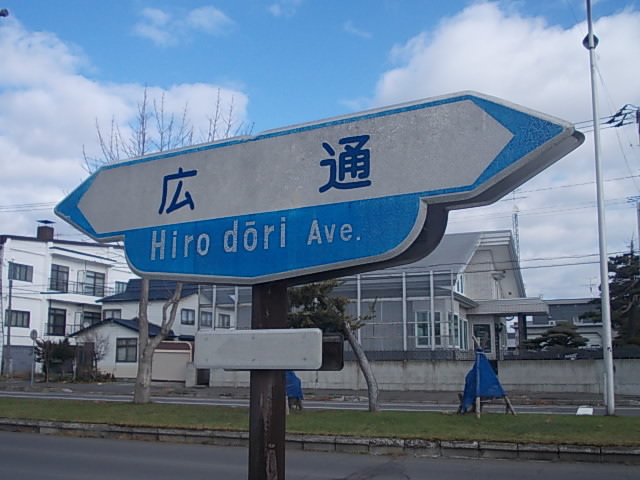 広通
Hiro dōri Ave.